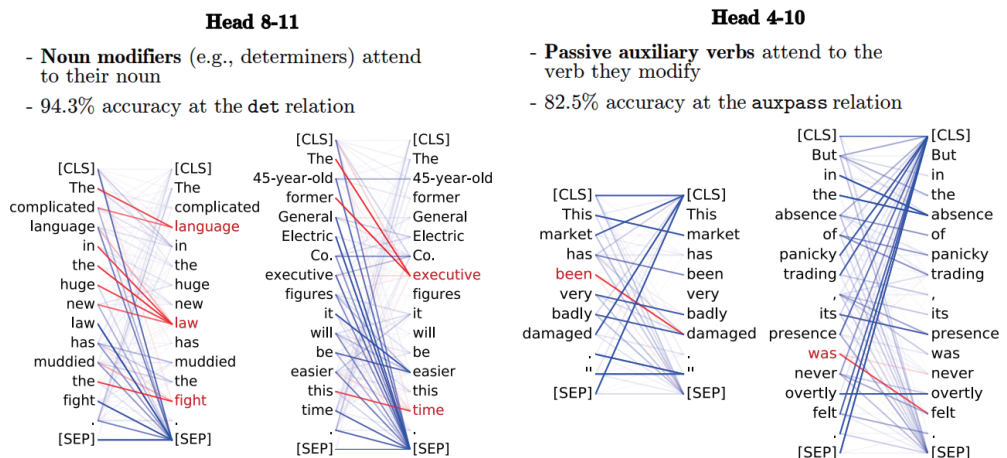 Head 8-11
- Noun modifiers (e.g., determiners) attend
to their noun
- 94.3% accuracy at the det relation
[CLS] [CLS]
The The
complicated complicated
language language
in in
the the
huge huge
new new
law law
has has
muddied muddied
the the
fight fight
. .
[SEP] [SEP]
[CLS] [CLS]
The The
45-year-old 45-year-old
former former
General General
Electric Electric
Co. Co.
executive executive
figures figures
it it
will will
be be
easier easier
this this
time time
. .
[SEP] [SEP]
Head 4-10
- Passive auxiliary verbs attend to the
verb they modify
- 82.5% accuracy at the auxpass relation
[CLS] [CLS]
This This
market market
has has
been been
very very
badly badly
damaged damaged
. .
" "
[SEP] [SEP]
[CLS] [CLS]
But But
in in
the the
absence absence
of of
panicky panicky
trading trading
, ,
its its
presence presence
was was
never never
overtly overtly
felt felt
. .
[SEP] [SEP]